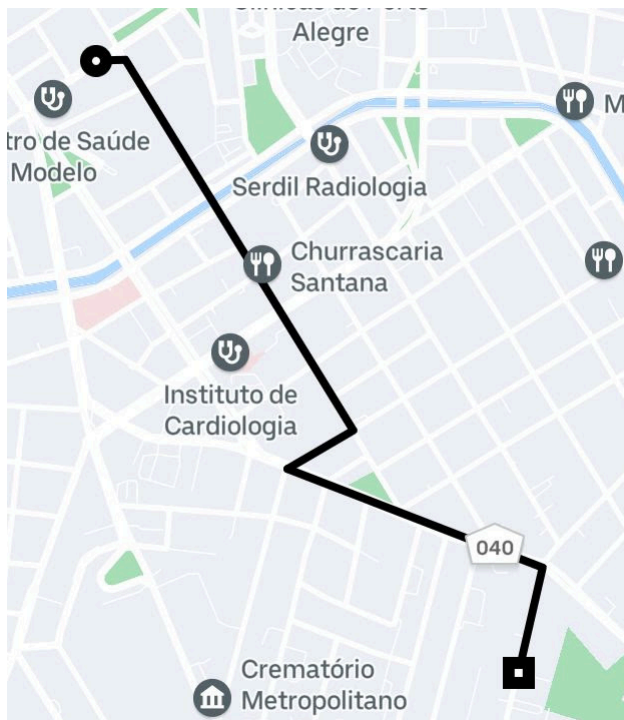 Alegre
M
tro de Saúde
Modelo
Serdil Radiologia
Churrascaria
Santana
Instituto de
Cardiologia
040
Crematório
Metropolitano